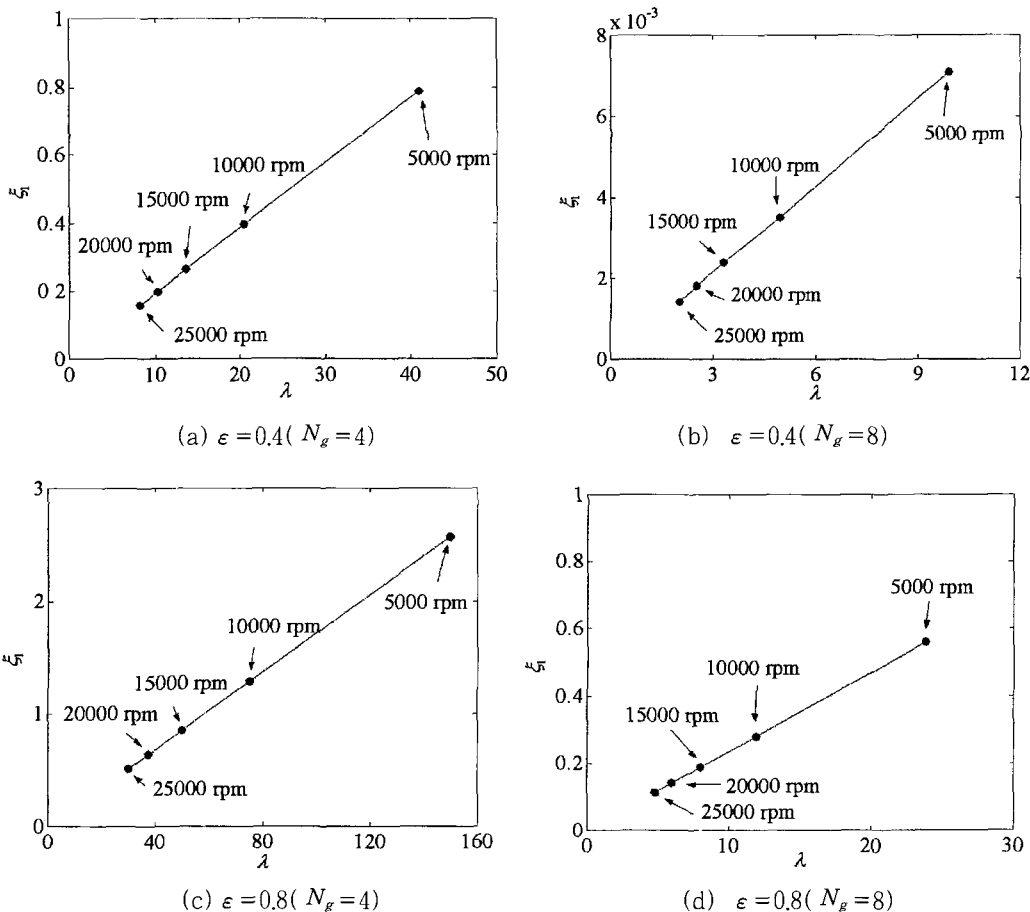 1
0.8
0.6
0.4
0 2
0
ξ₁
0 10 20 30 40 50
λ
5000 rpm
10000 rpm
15000 rpm
20000 rpm
25000 rpm
(a) ε=0.4( N_g=4)
8 x 10⁻³
6
4
2
0
ξ₁
0 3 6 9 12
λ
5000 rpm
10000 rpm
15000 rpm
20000 rpm
25000 rpm
(b) ε=0.4( N_g=8)
3
2
1
0
ξ₁
0 40 80 120 160
λ
5000 rpm
10000 rpm
15000 rpm
20000 rpm
25000 rpm
(c) ε=0.8( N_g=4)
1
0.8
0.6
0.4
0.2
0
ξ₁
0 10 20 30
λ
5000 rpm
10000 rpm
15000 rpm
20000 rpm
25000 rpm
(d) ε=0.8( N_g=8)